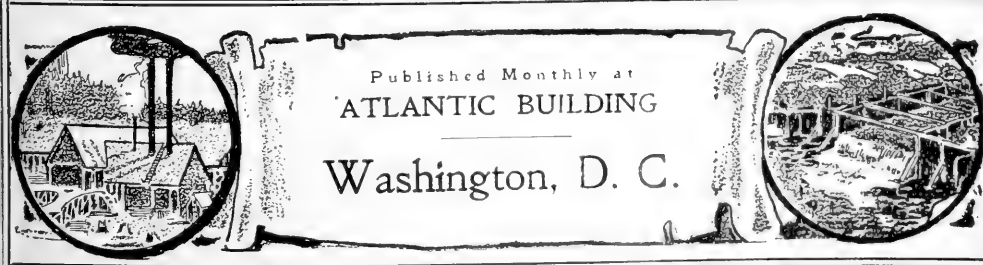 Published Monthly at
ATLANTIC BUILDING
Washington, D. C.